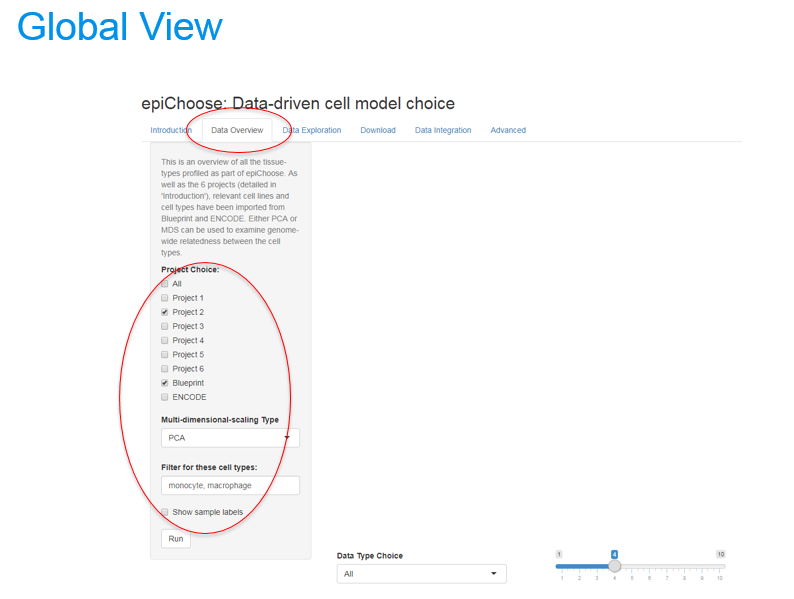 Global View
epiChoose: Data-driven cell model choice
Introduction Data Overview Data Exploration Download Data Integration Advanced
This is an overview of all the tissue-
types profiled as part of epiChoose. As
well as the 6 projects (detailed in
'Introduction'), relevant cell lines and
cell types have been imported from
Blueprint and ENCODE. Either PCA or
MDS can be used to examine genome-
wide relatedness between the cell
types.
Project Choice:
All
Project 1
Project 2
Project 3
Project 4
Project 5
Project 6
Blueprint
ENCODE
Multi-dimensional-scaling Type
PCA
Filter for these cell types:
monocyte, macrophage
Show sample labels
Run
Data Type Choice
All
1 4 10
1 2 3 4 5 6 7 8 9 10